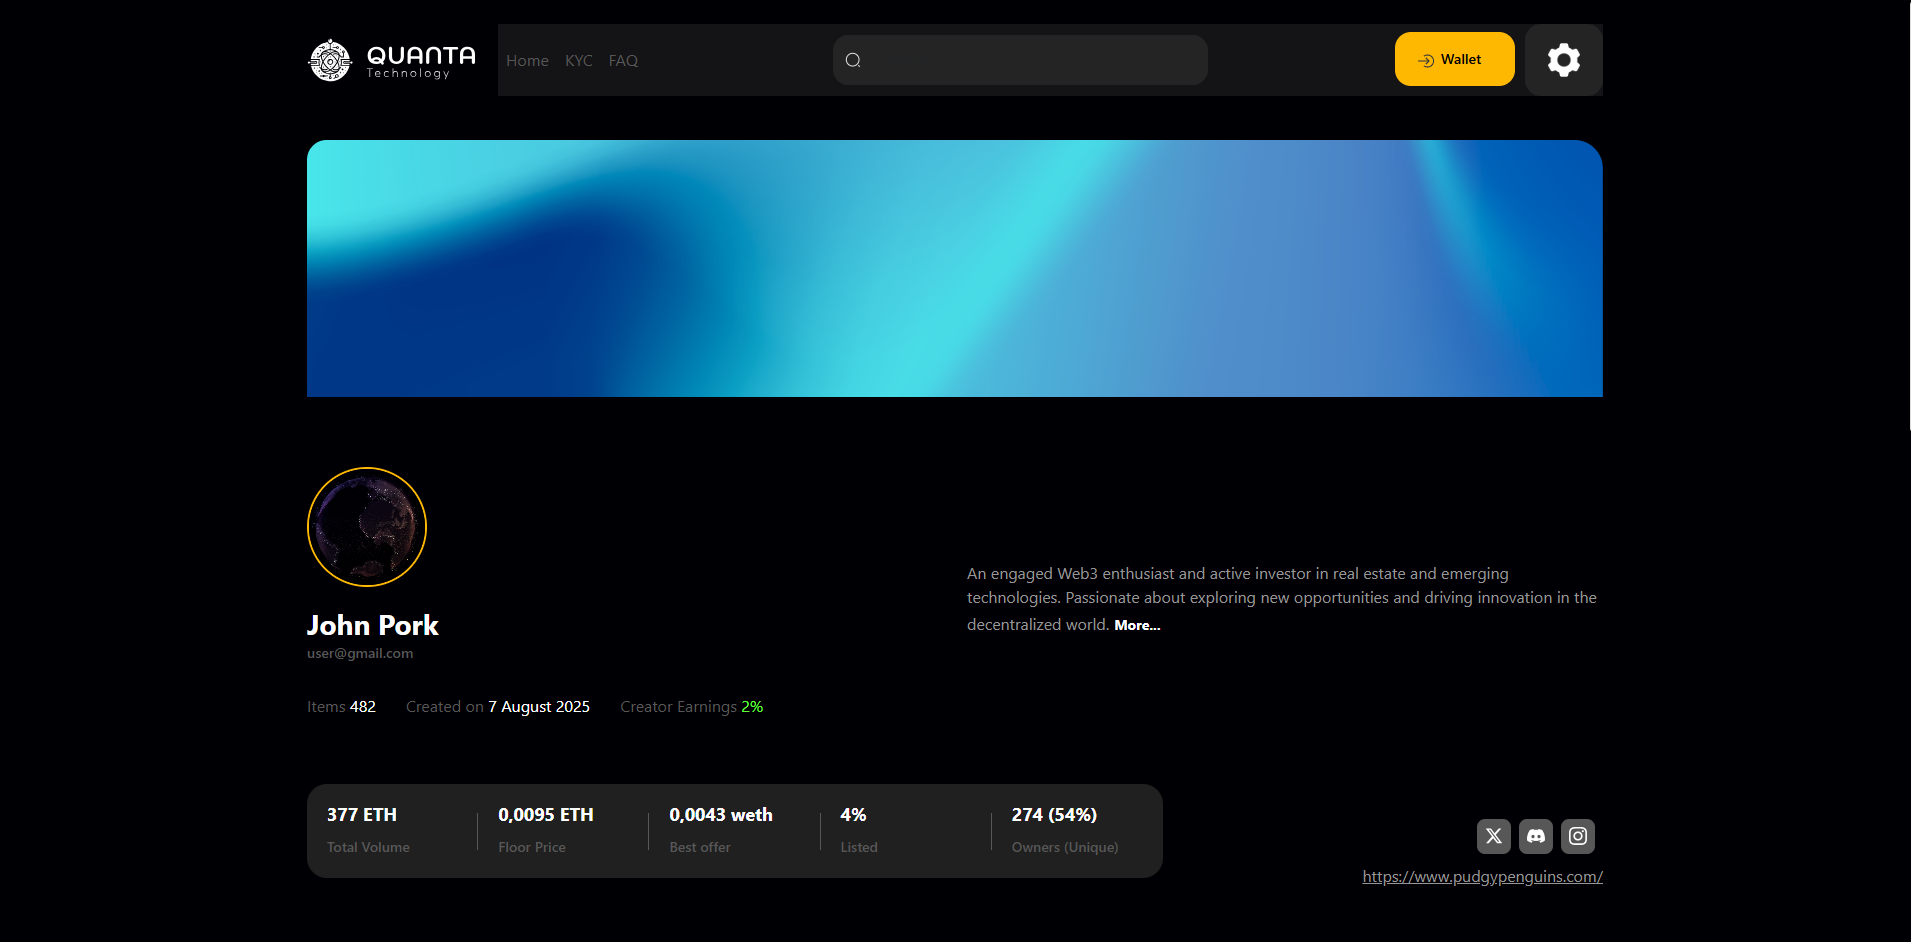 QUANTA
Technology
Home KYC FAQ
Wallet
An engaged Web3 enthusiast and active investor in real estate and emerging
technologies. Passionate about exploring new opportunities and driving innovation in the
decentralized world. More...
John Pork
user@gmail.com
Items 482 Created on 7 August 2025 Creator Earnings 2%
377 ETH 0,0095 ETH 0,0043 weth 4% 274 (54%)
Total Volume Floor Price Best offer Listed Owners (Unique)
https://www.pudgypenguins.com/